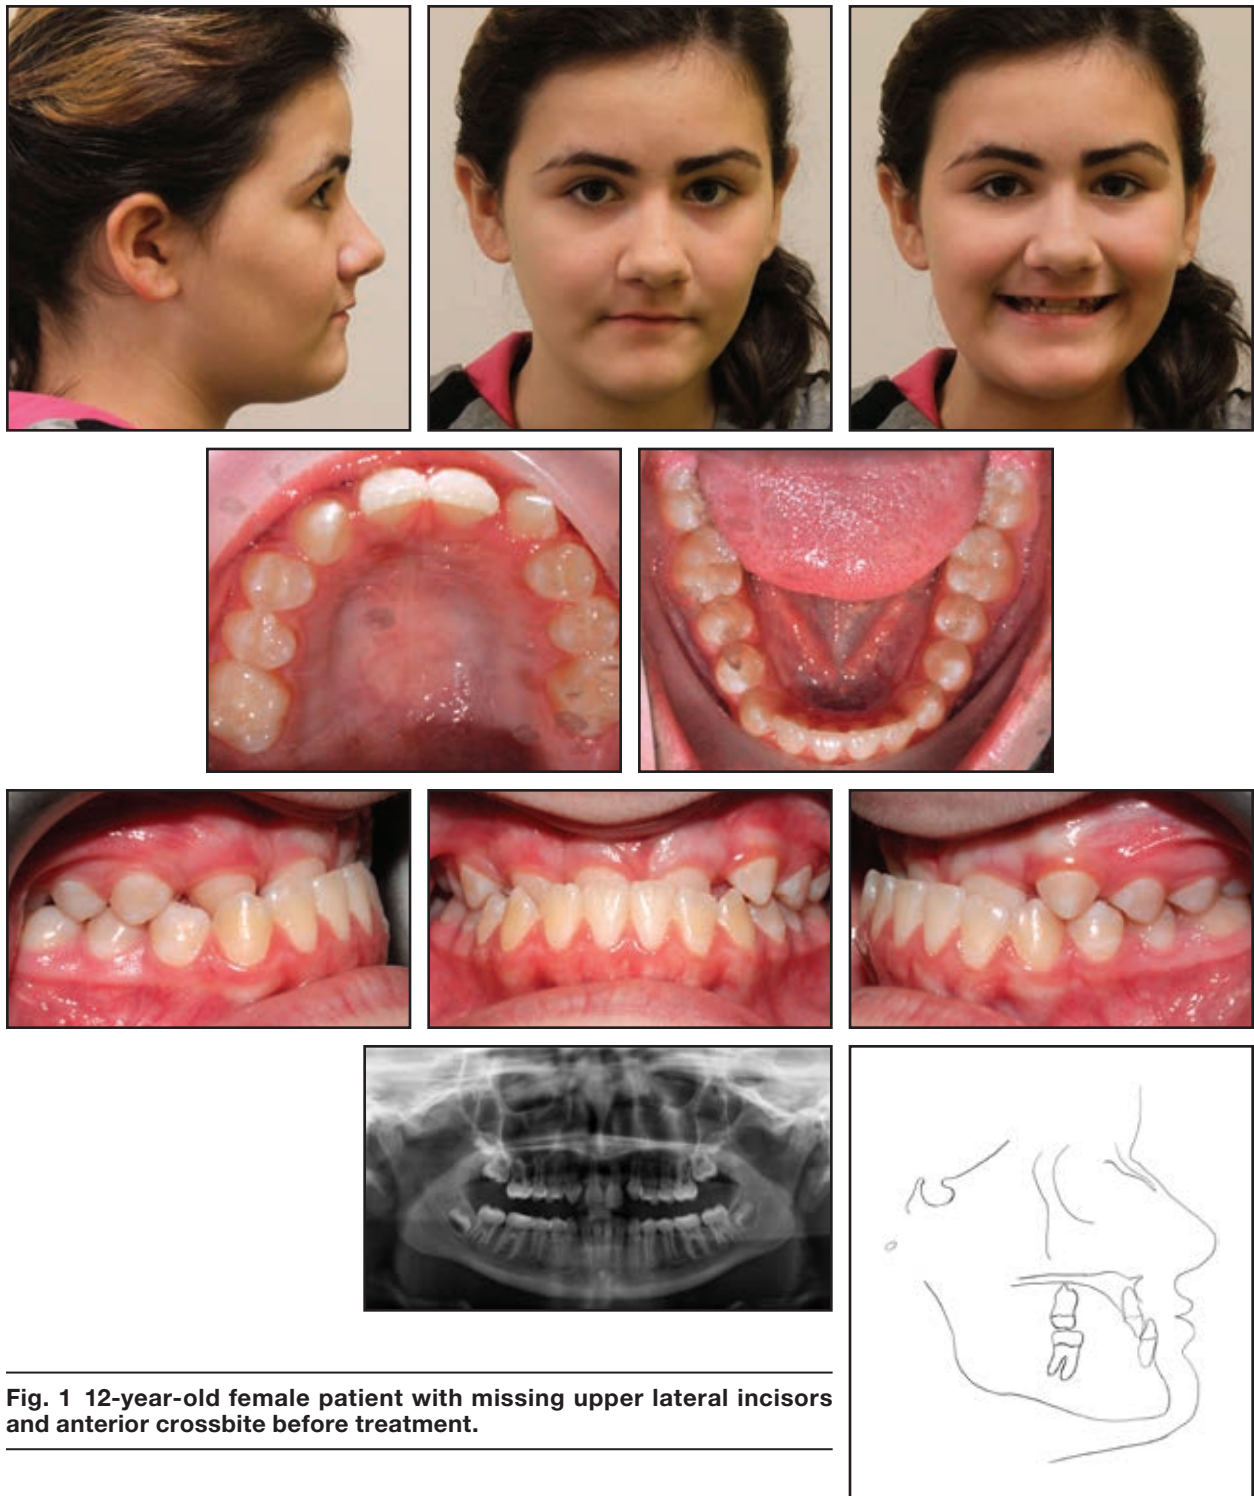 Fig. 1 12-year-old female patient with missing upper lateral incisors
and anterior crossbite before treatment.